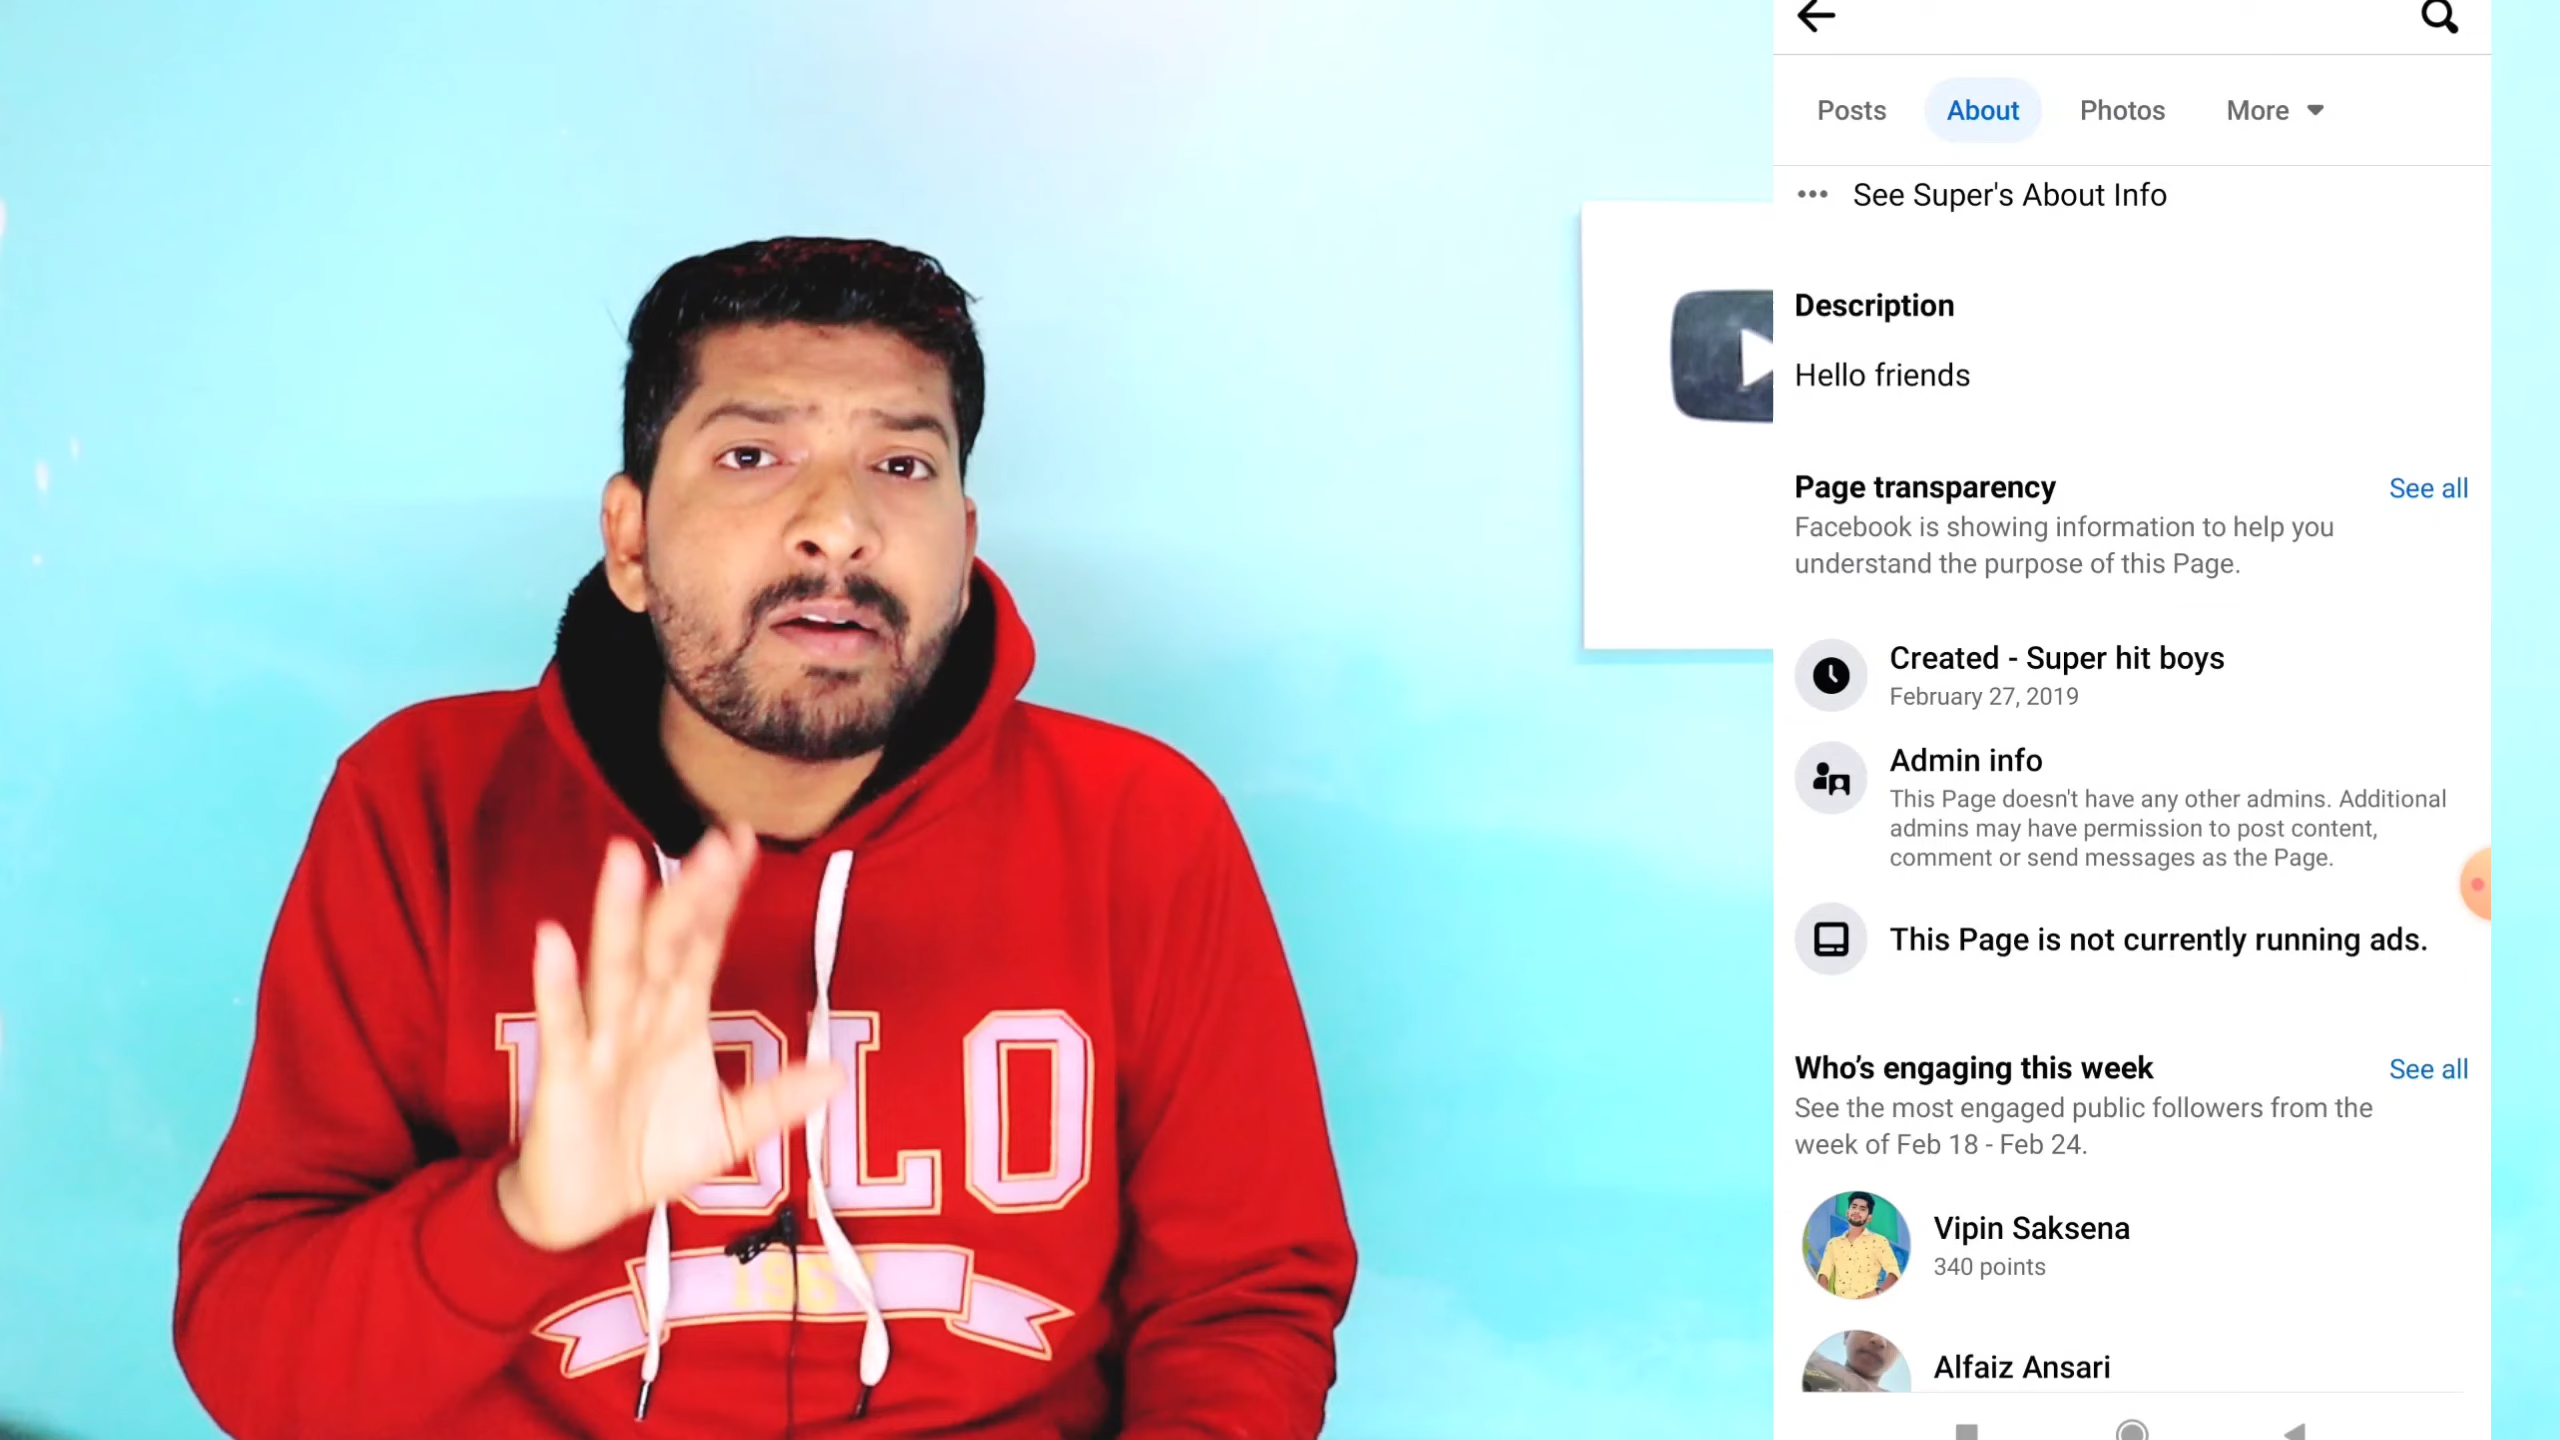 Posts About Photos More
See Super's About Info
Description
Hello friends
Page transparency See all
Facebook is showing information to help you
understand the purpose of this Page.
Created - Super hit boys
February 27, 2019
Admin info
This Page doesn't have any other admins. Additional
admins may have permission to post content,
comment or send messages as the Page.
This Page is not currently running ads.
Who's engaging this week See all
See the most engaged public followers from the
week of Feb 18 - Feb 24.
Vipin Saksena
340 points
Alfaiz Ansari